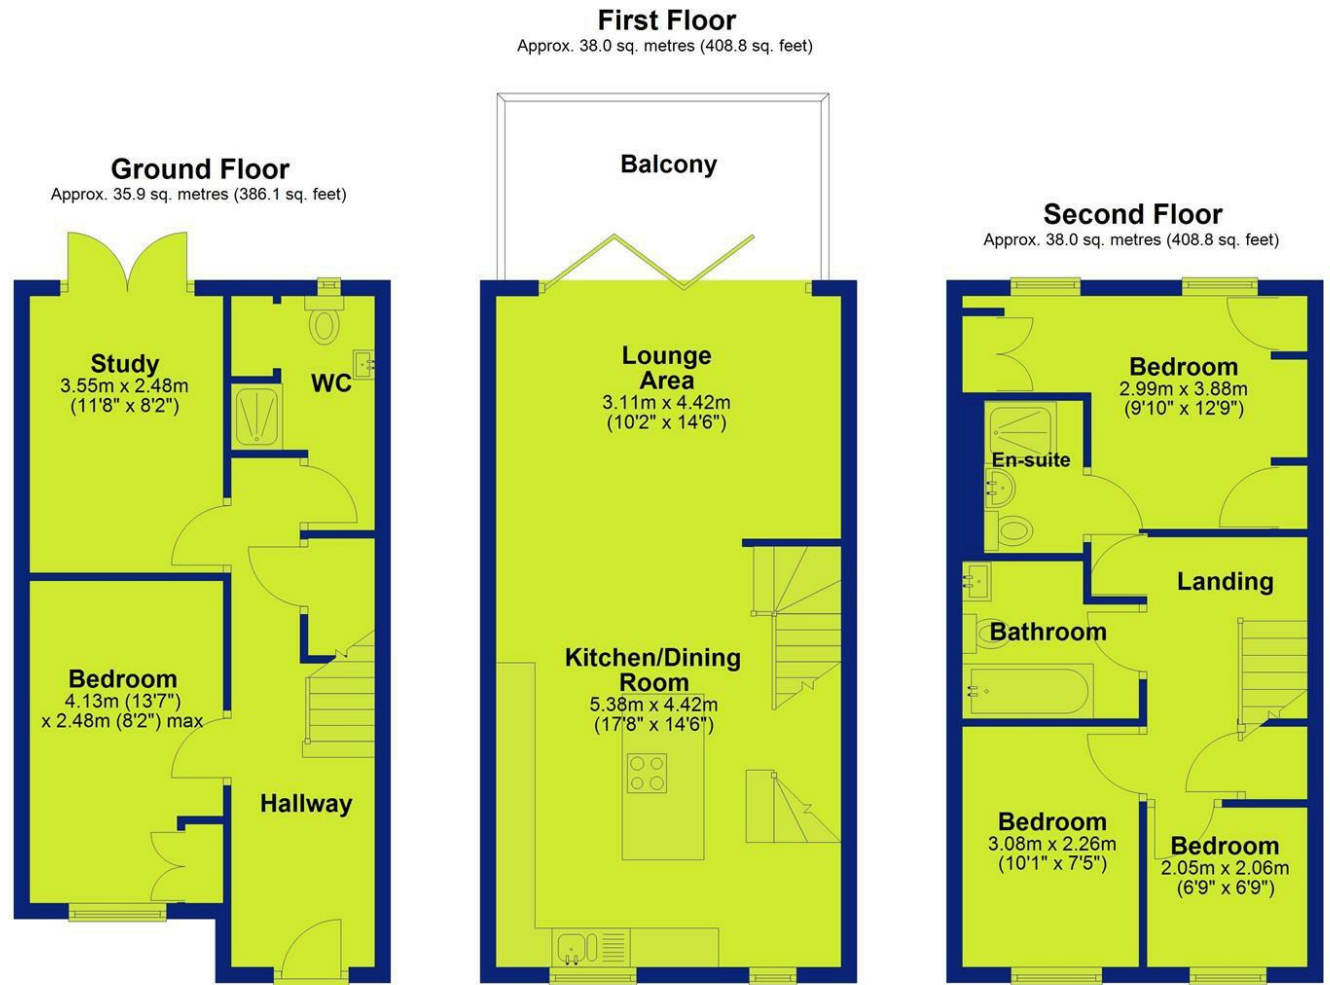 First Floor
Approx. 38.0 sq. metres (408.8 sq. feet)
Balcony
Lounge
Area
3.11m x 4.42m
(10'2" x 14'6")
Kitchen/Dining
Room
5.38m x 4.42m
(17'8" x 14'6")
Ground Floor
Approx. 35.9 sq. metres (386.1 sq. feet)
Study
3.55m x 2.48m
(11'8" x 8'2")
WC
Bedroom
4.13m (13'7")
x 2.48m (8'2") max
Hallway
Second Floor
Approx. 38.0 sq. metres (408.8 sq. feet)
Bedroom
2.99m x 3.88m
(9'10" x 12'9")
En-suite
Landing
Bathroom
Bedroom
3.08m x 2.26m
(10'1" x 7'5")
Bedroom
2.05m x 2.06m
(6'9" x 6'9")